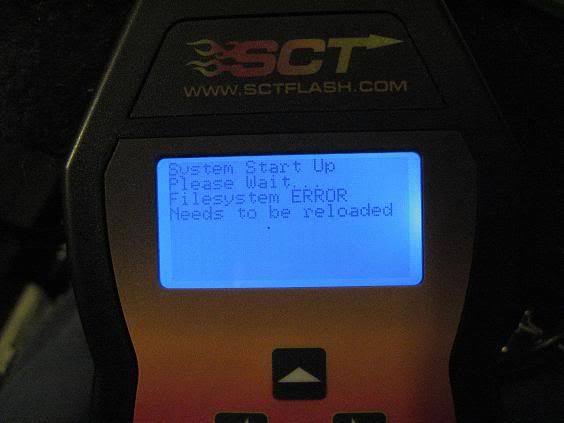 SCT
WWW.SCTFLASH.COM
System Start Up
Please Wait...
Filesystem ERROR
Needs to be reloaded